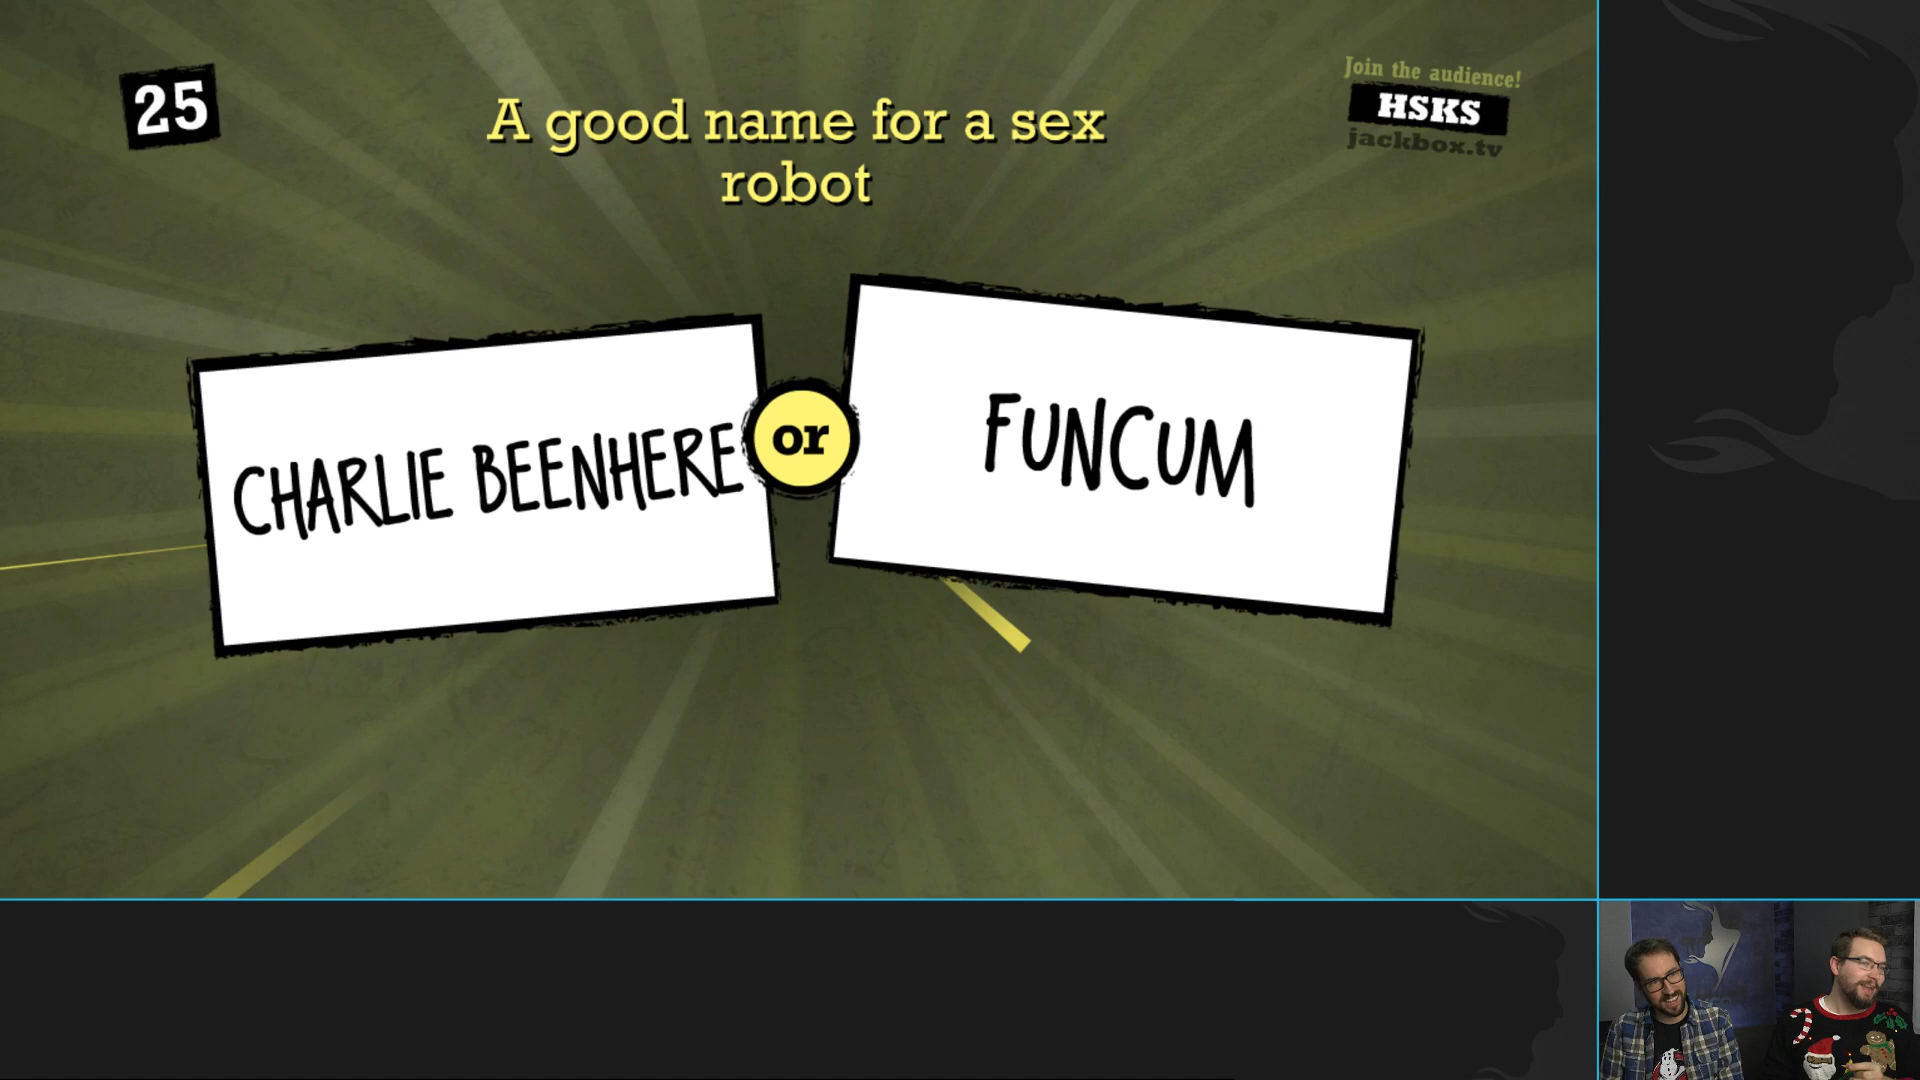 25
A good name for a sex
robot
Join the audience!
HSKS
jackbox.tv
CHARLIE BEENHERE
or
FUNCUM